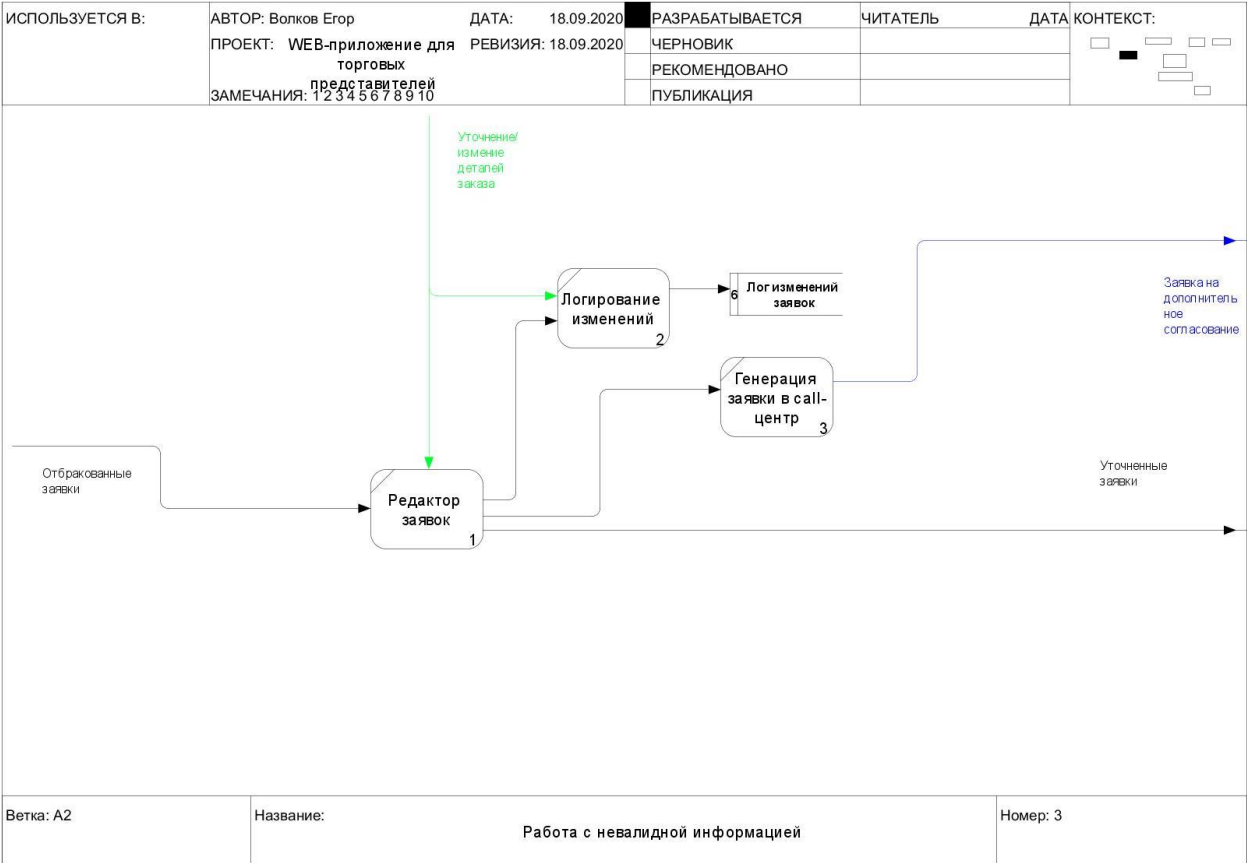 ИСПОЛЬЗУЕТСЯ В:
АВТОР: Волков Егор
ДАТА: 18.09.2020
РАЗРАБАТЫВАЕТСЯ
ЧИТАТЕЛЬ
ДАТА
КОНТЕКСТ:
ПРОЕКТ: WEB-приложение для
торговых
представителей
РЕВИЗИЯ: 18.09.2020
ЧЕРНОВИК
РЕКОМЕНДОВАНО
ЗАМЕЧАНИЯ: 1 2 3 4 5 6 7 8 9 10
ПУБЛИКАЦИЯ
Уточнение/
измение
деталей
заказа
Логирование
изменений
2
6
Лог изменений
заявок
Заявка на
дополнитель
ное
согласование
Генерация
заявки в call-
центр
3
Отбракованные
заявки
Уточненные
заявки
Редактор
заявок
1
Ветка: A2
Название:
Работа с невалидной информацией
Номер: 3